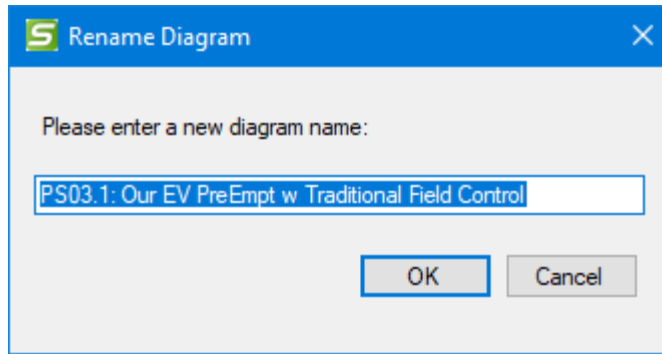 S Rename Diagram
Please enter a new diagram name:
PS03.1: Our EV PreEmpt w Traditional Field Control
OK Cancel